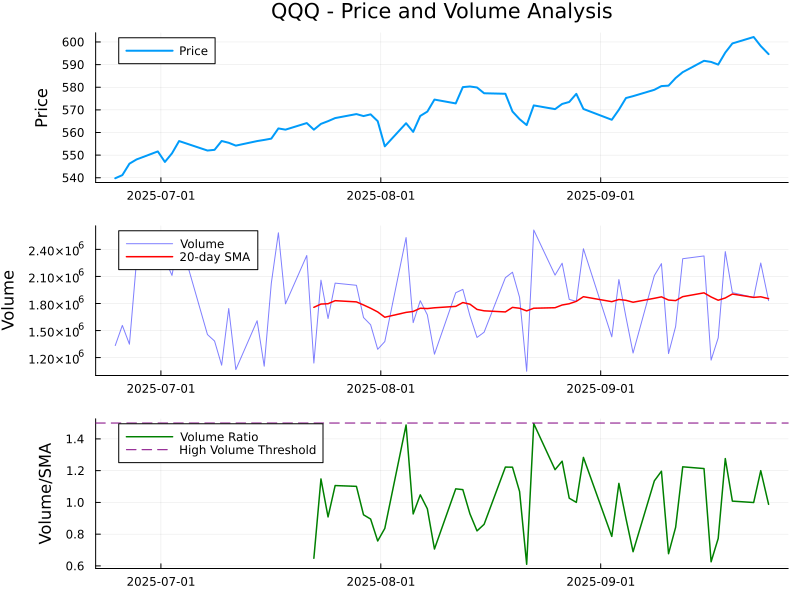 QQQ - Price and Volume Analysis
Price
600
590
580
570
560
550
540
Price
2025-07-01 2025-08-01 2025-09-01
Volume
20-day SMA
2.40×10⁶
2.10×10⁶
1.80×10⁶
1.50×10⁶
1.20×10⁶
Volume
2025-07-01 2025-08-01 2025-09-01
Volume Ratio
High Volume Threshold
1.4
1.2
1.0
0.8
0.6
Volume/SMA
2025-07-01 2025-08-01 2025-09-01